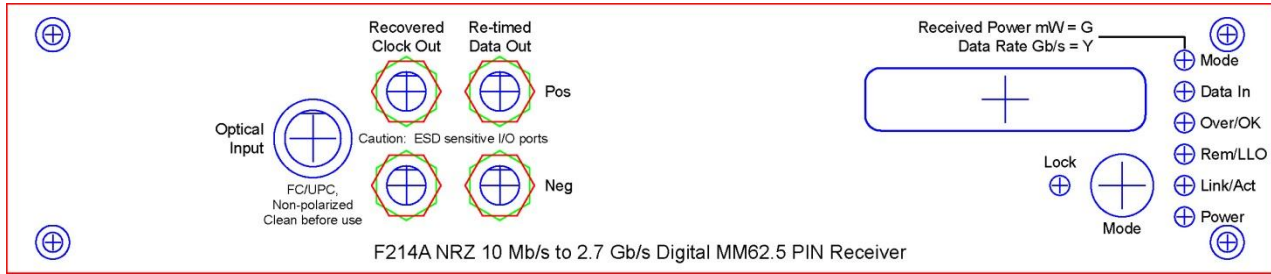 Recovered
Clock Out
Re-timed
Data Out
Received Power mW = G
Data Rate Gb/s = Y
Mode
Pos
Data In
Optical
Input
Caution: ESD sensitive I/O ports
Over/OK
Rem/LLO
Lock
FC/UPC,
Non-polarized
Clean before use
Neg
Link/Act
Mode
Power
F214A NRZ 10 Mb/s to 2.7 Gb/s Digital MM62.5 PIN Receiver